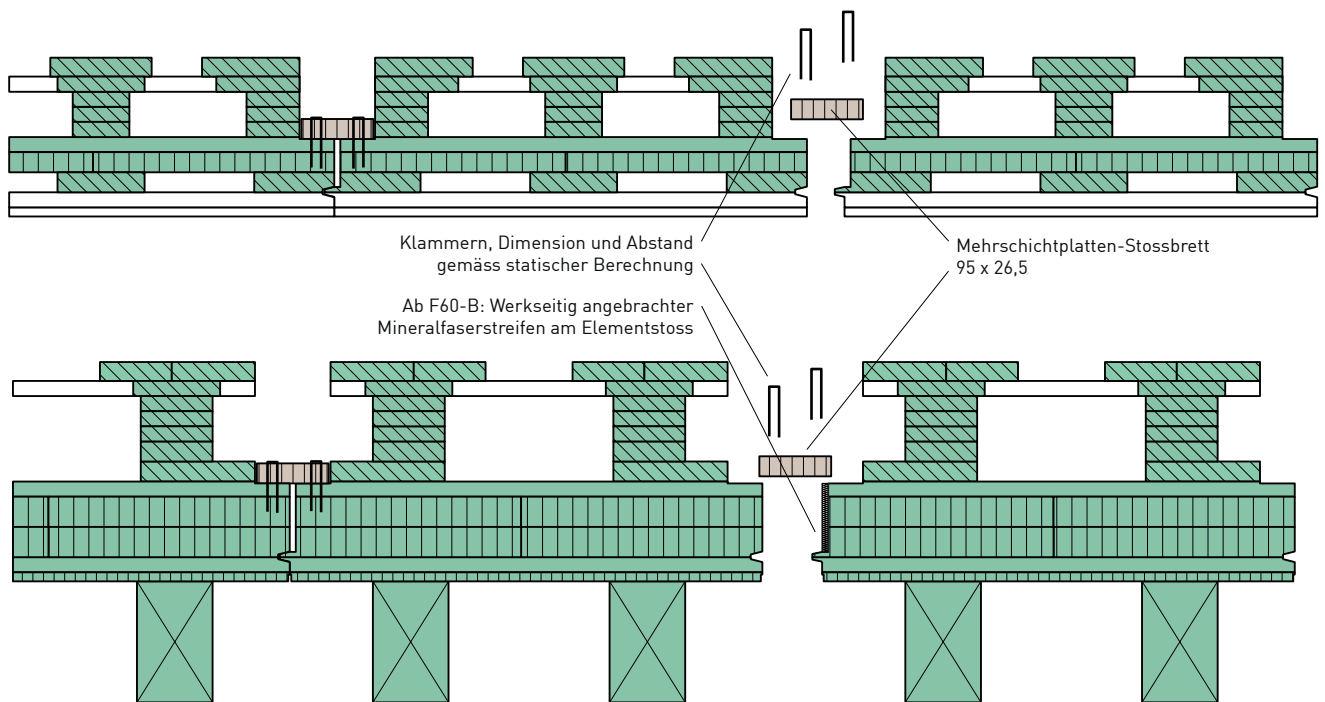 Klammern, Dimension und Abstand
gemäss statischer Berechnung
Mehrschichtplatten-Stossbrett
95 x 26,5
Ab F60-B: Werkseitig angebrachter
Mineralfaserstreifen am Elementstoss